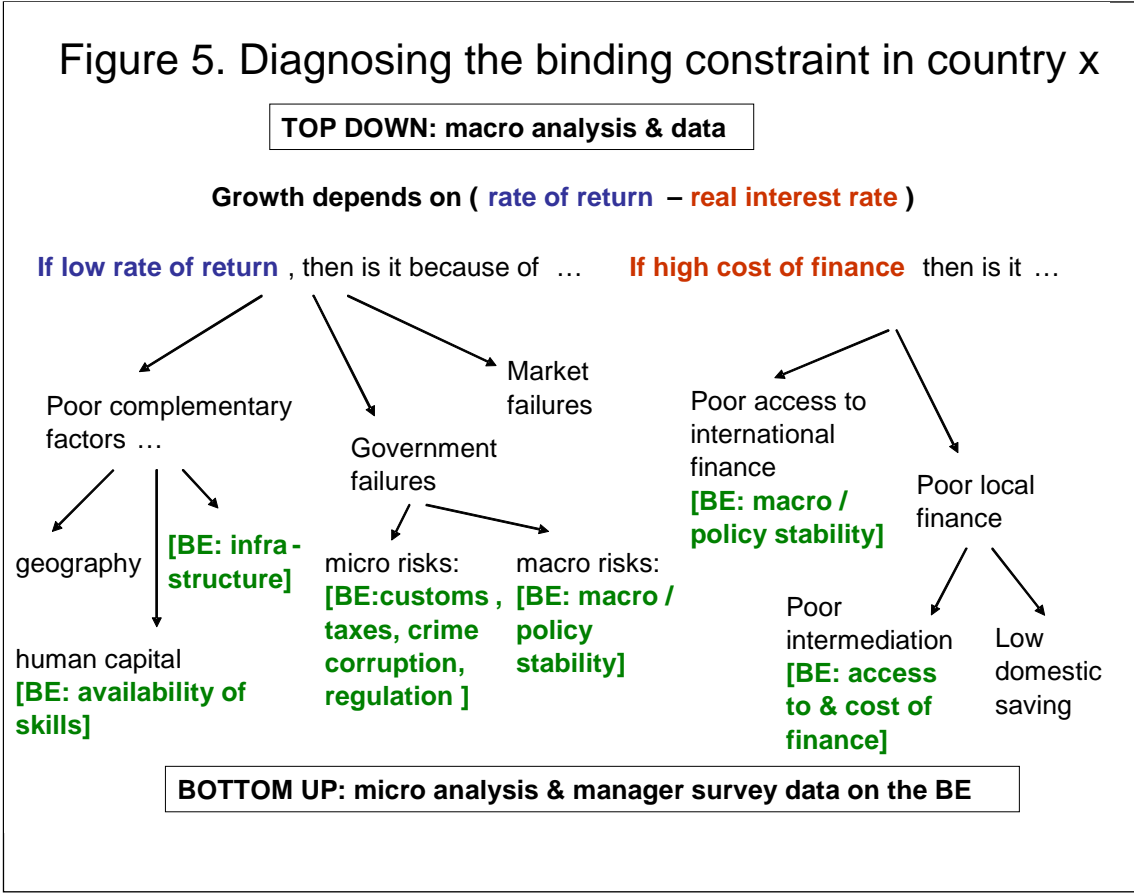 Figure 5. Diagnosing the binding constraint in country x
TOP DOWN: macro analysis & data
Growth depends on ( rate of return – real interest rate )
If low rate of return , then is it because of …
If high cost of finance then is it …
Poor complementary
factors …
Government
failures
Market
failures
Poor access to
international
finance
[BE: macro /
policy stability]
Poor local
finance
geography
[BE: infra-
structure]
human capital
[BE: availability of
skills]
micro risks:
[BE:customs ,
taxes, crime
corruption,
regulation ]
macro risks:
[BE: macro /
policy
stability]
Poor
intermediation
[BE: access
to & cost of
finance]
Low
domestic
saving
BOTTOM UP: micro analysis & manager survey data on the BE